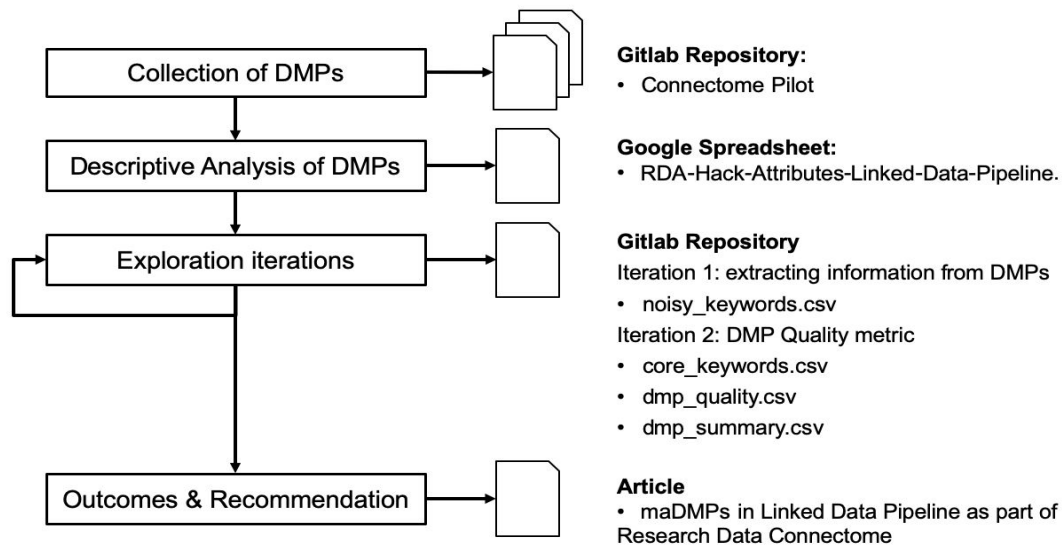 Collection of DMPs
Gitlab Repository:
• Connectome Pilot
Descriptive Analysis of DMPs
Google Spreadsheet:
• RDA-Hack-Attributes-Linked-Data-Pipeline.
Exploration iterations
Gitlab Repository
Iteration 1: extracting information from DMPs
• noisy_keywords.csv
Iteration 2: DMP Quality metric
• core_keywords.csv
• dmp_quality.csv
• dmp_summary.csv
Outcomes & Recommendation
Article
• maDMPs in Linked Data Pipeline as part of
Research Data Connectome